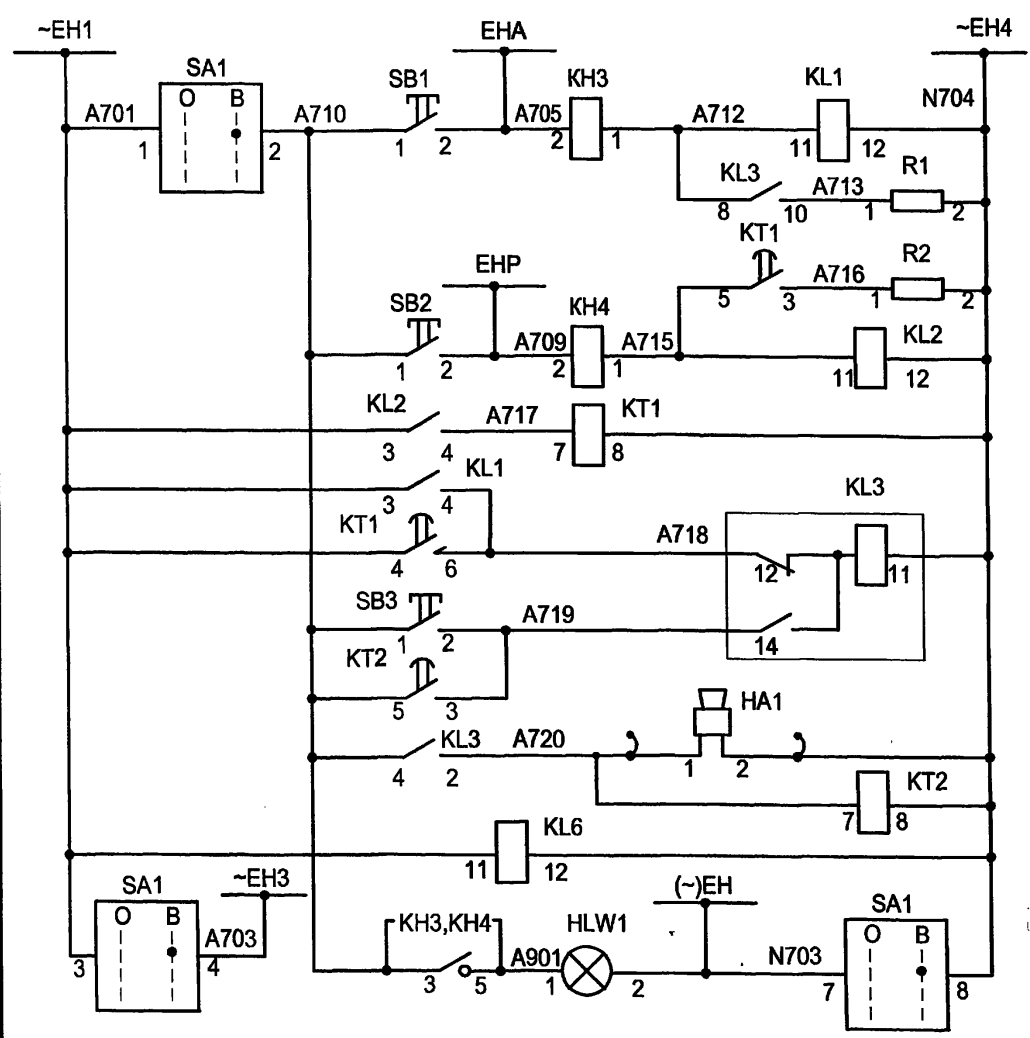 ~EH1
EHA
~EH4
SA1
SB1
KH3
KL1
O B
A701
A710
A705
A712
N704
1
2
1 2
2
1
11 12
KL3
A713
R1
8
10
1
2
KT1
EHP
A716
R2
5
3
1
2
SB2
A709
KH4
A715
KL2
1 2
2
1
11 12
KL2
A717
KT1
3 4
7 8
KL1
3 4
KL3
KT1
A718
4 6
12
11
SB3
A719
1 2
14
KT2
5 3
HA1
KL3
A720
4 2
1 2
KT2
7 8
KL6
11 12
SA1
~EH3
(~)EH
SA1
O B
A703
KH3,KH4
HLW1
O B
3
4
A901
N703
3 5
1 2
7
8